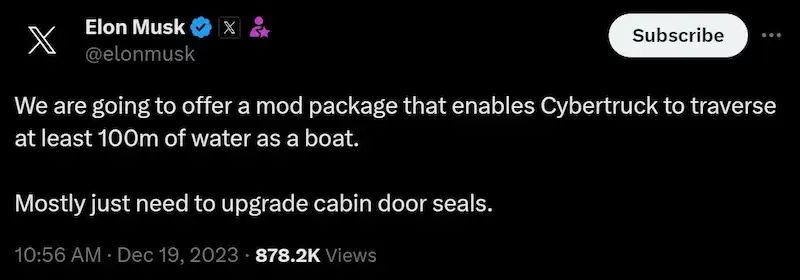 Elon Musk
@elonmusk
Subscribe
We are going to offer a mod package that enables Cybertruck to traverse
at least 100m of water as a boat.
Mostly just need to upgrade cabin door seals.
10:56 AM · Dec 19, 2023 · 878.2K Views